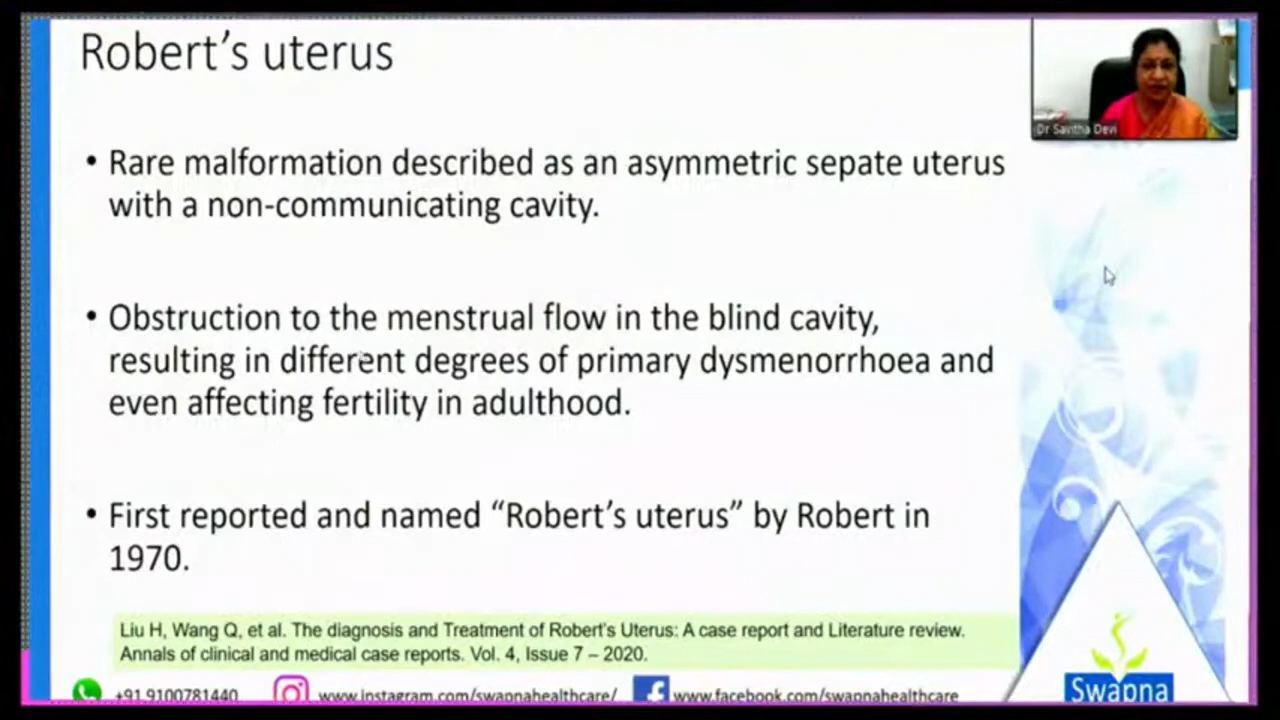 Robert's uterus
Dr Savitha Devi
• Rare malformation described as an asymmetric sepate uterus
with a non-communicating cavity.
• Obstruction to the menstrual flow in the blind cavity,
resulting in different degrees of primary dysmenorrhoea and
even affecting fertility in adulthood.
• First reported and named “Robert’s uterus” by Robert in
1970.
Liu H, Wang Q, et al. The diagnosis and Treatment of Robert's Uterus: A case report and Literature review.
Annals of clinical and medical case reports. Vol. 4, Issue 7 – 2020.
+91 9100781440 www.instagram.com/swapnahealthcare/ www.facebook.com/swapnahealthcare
Swapna